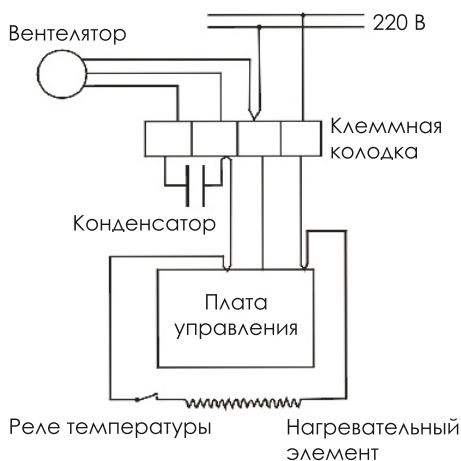 220 В
Вентелятор
Клеммная
колодка
Конденсатор
Плата
управления
Реле температуры
Нагревательный
элемент